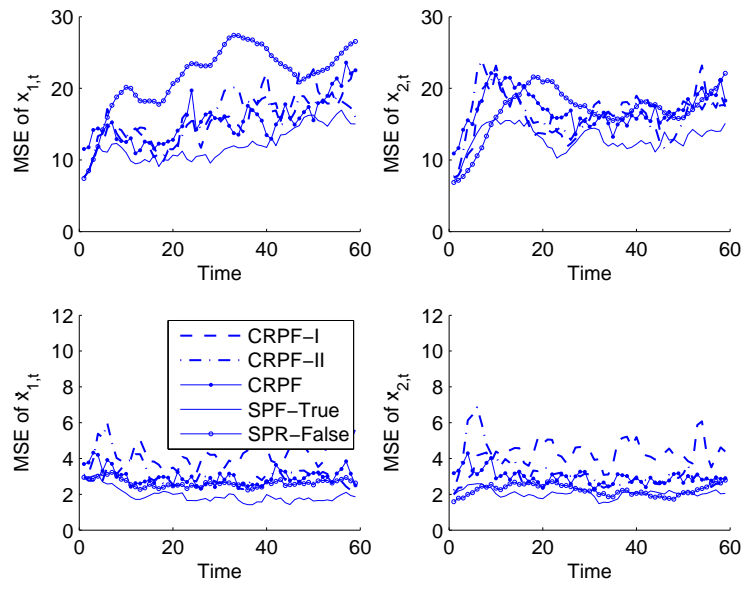 30
20
10
0
MSE of x1,t
0 20 40 60
Time
30
20
10
0
MSE of x2,t
0 20 40 60
Time
12
10
8
6
4
2
0
MSE of ẋ1,t
0 20 40 60
Time
CRPF−I
CRPF−II
CRPF
SPF−True
SPR−False
12
10
8
6
4
2
0
MSE of ẋ2,t
0 20 40 60
Time